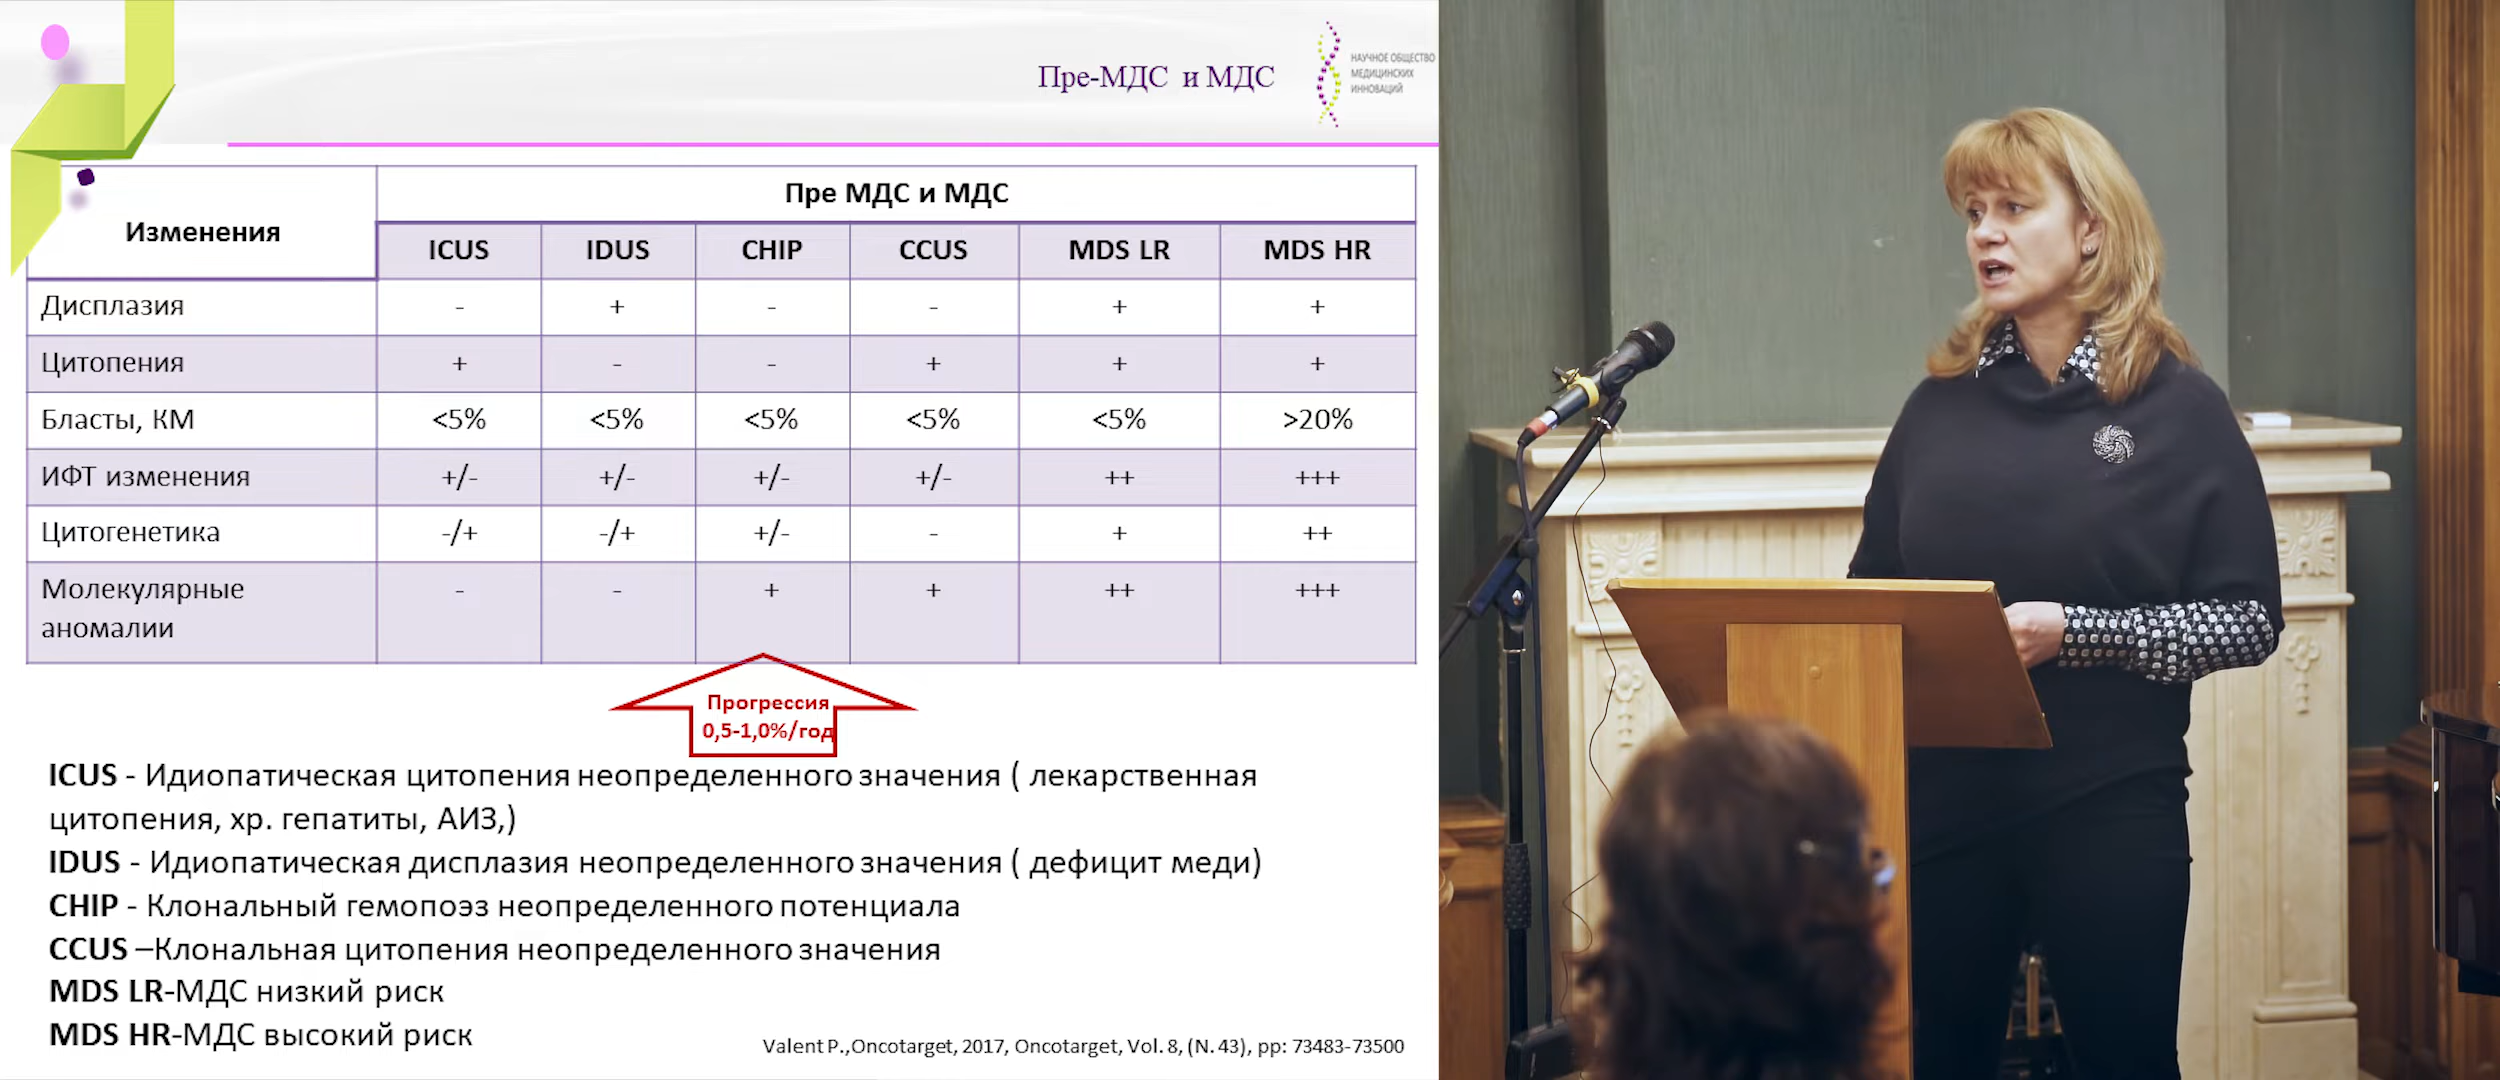 Пре-МДС и МДС
НАУЧНОЕ ОБЩЕСТВО
МЕДИЦИНСКИХ
ИННОВАЦИЙ
Изменения
Пре МДС и МДС
ICUS IDUS CHIP CCUS MDS LR MDS HR
Дисплазия - + - - + +
Цитопения + - - + + +
Бласты, КМ <5% <5% <5% <5% <5% >20%
ИФТ изменения +/- +/- +/- +/- ++ +++
Цитогенетика -/+ -/+ +/- - + ++
Молекулярные - - + + ++ +++
аномалии
Прогрессия
0,5-1,0%/год
ICUS - Идиопатическая цитопения неопределенного значения ( лекарственная
цитопения, хр. гепатиты, АИЗ,)
IDUS - Идиопатическая дисплазия неопределенного значения ( дефицит меди)
CHIP - Клональный гемопоэз неопределенного потенциала
CCUS –Клональная цитопения неопределенного значения
MDS LR-МДС низкий риск
MDS HR-МДС высокий риск
Valent P.,Oncotarget, 2017, Oncotarget, Vol. 8, (N. 43), pp: 73483-73500